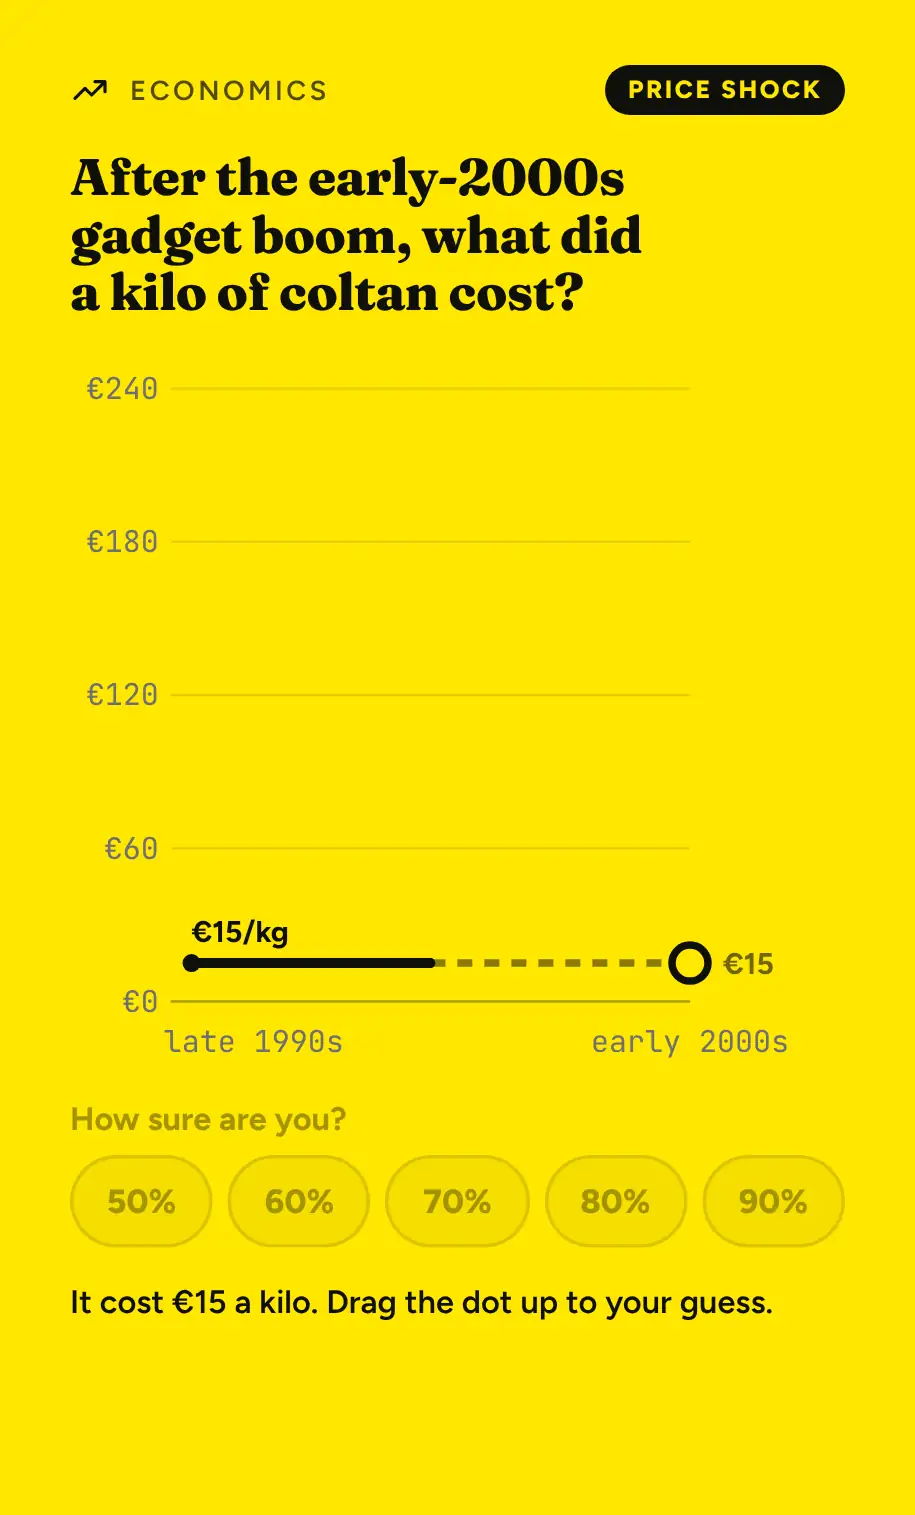 ECONOMICS
PRICE SHOCK
After the early-2000s
gadget boom, what did
a kilo of coltan cost?
€240
€180
€120
€60
€15/kg
€15
€0
late 1990s
early 2000s
How sure are you?
50%
60%
70%
80%
90%
It cost €15 a kilo. Drag the dot up to your guess.